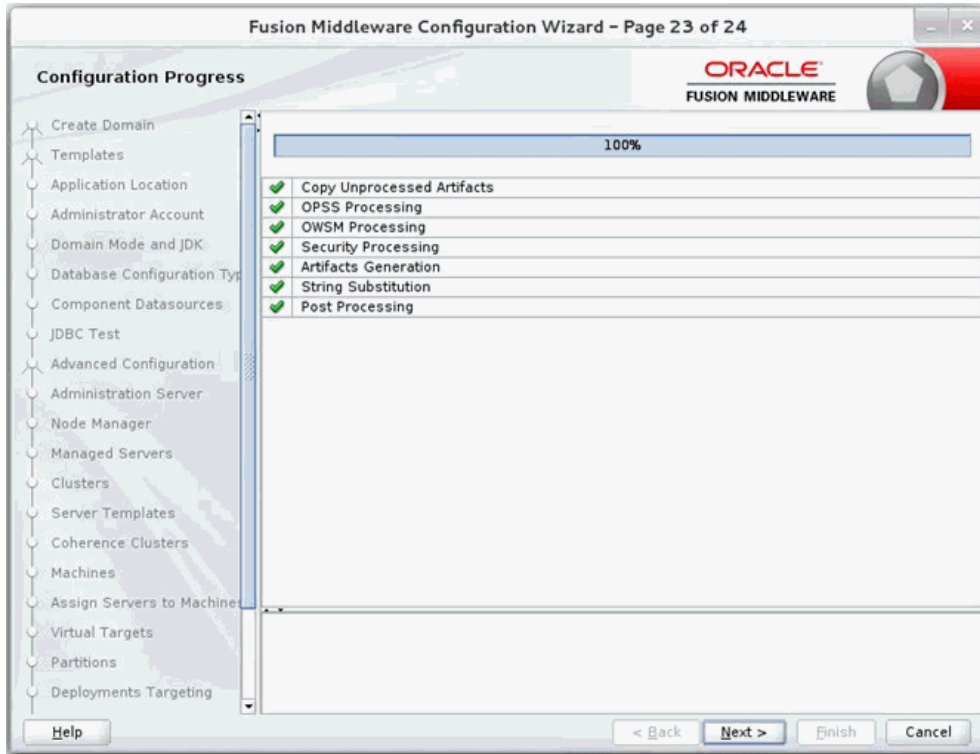 Fusion Middleware Configuration Wizard - Page 23 of 24
Configuration Progress
ORACLE
FUSION MIDDLEWARE
Create Domain
Templates
Application Location
Administrator Account
Domain Mode and JDK
Database Configuration Typ
Component Datasources
JDBC Test
Advanced Configuration
Administration Server
Node Manager
Managed Servers
Clusters
Server Templates
Coherence Clusters
Machines
Assign Servers to Machine
Virtual Targets
Partitions
Deployments Targeting
100%
Copy Unprocessed Artifacts
OPSS Processing
OWSM Processing
Security Processing
Artifacts Generation
String Substitution
Post Processing
Help
< Back
Next >
Finish
Cancel